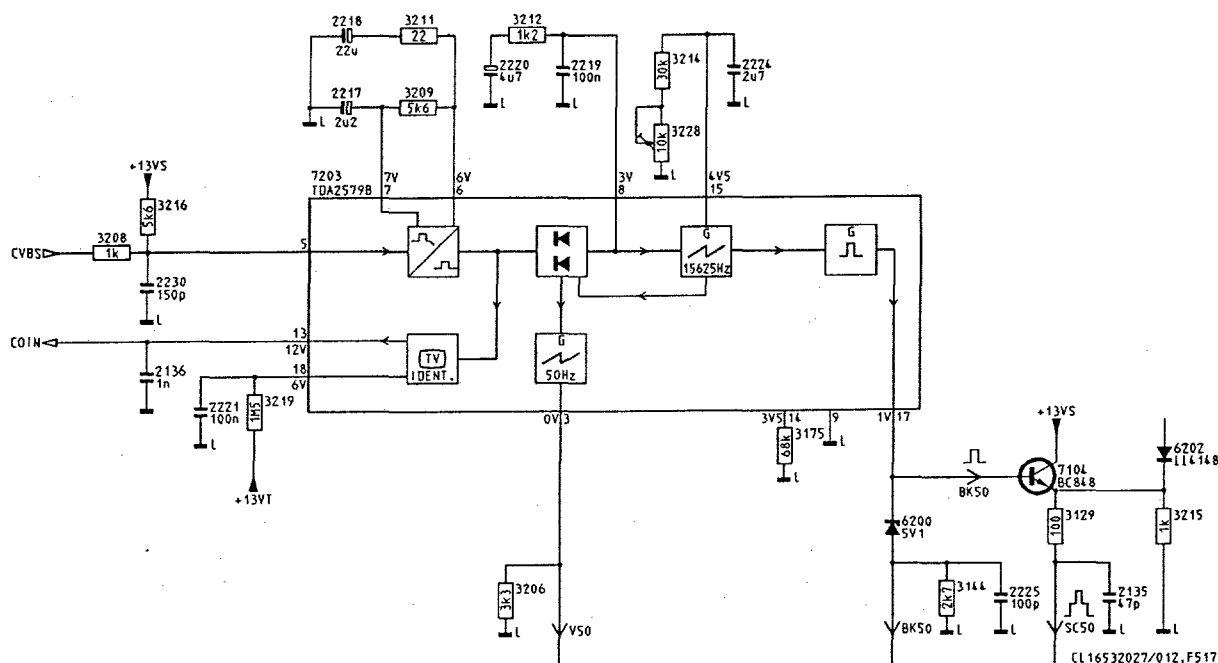 2218
22u
3211
22
2217
2u2
3209
5k6
L
3212
1k2
2220
4u7
2219
100n
L
L
30k
3214
10k
3228
2224
2u7
L
L
+13VS
5k6
3216
7203
TDA2579B
7V
7
6V
6
3V
8
4V5
15
CVBS
3208
1k
5
2230
150p
L
G
15625Hz
G
COIN
13
12V
TV
IDENT.
G
50Hz
2136
1n
18
6V
2221
100n
L
1M5
3219
+13VT
0V
3
3V5
14
9
1V
17
68k
3175
L
L
+13VS
7104
BC848
6202
LL4148
BK50
6200
5V1
100
3129
1k
3215
L
3k3
3206
L
V50
2k7
3144
2225
100p
L
L
BK50
2135
47p
L
SC50
CL16532027/012.F517